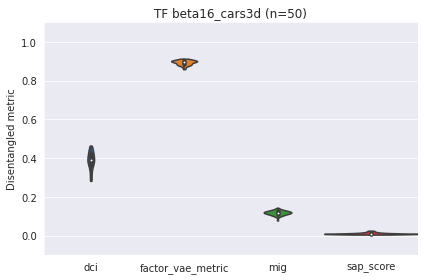 TF beta16_cars3d (n=50)
Disentangled metric
1.0
0.8
0.6
0.4
0.2
0.0
dci factor_vae_metric mig sap_score